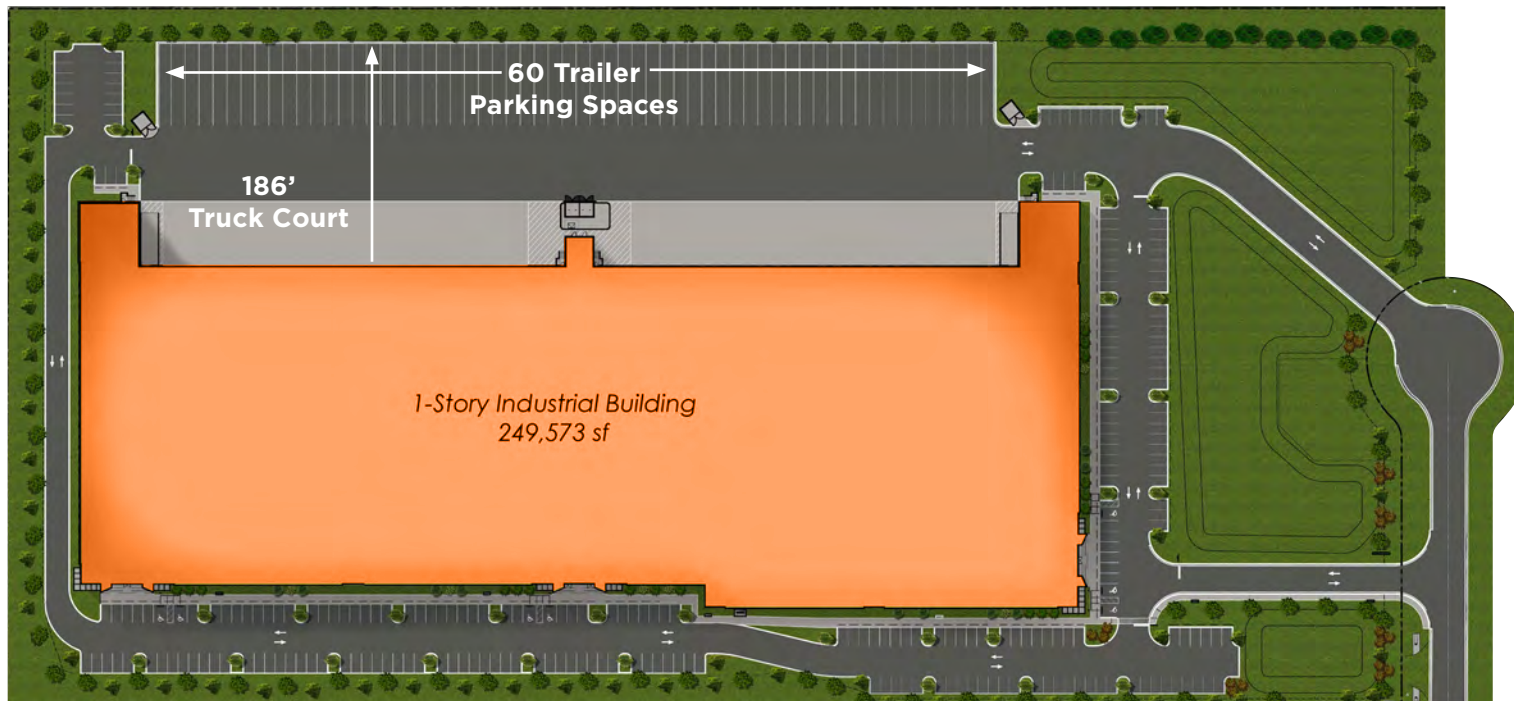 60 Trailer
Parking Spaces
186’
Truck Court
1-Story Industrial Building
249,573 sf